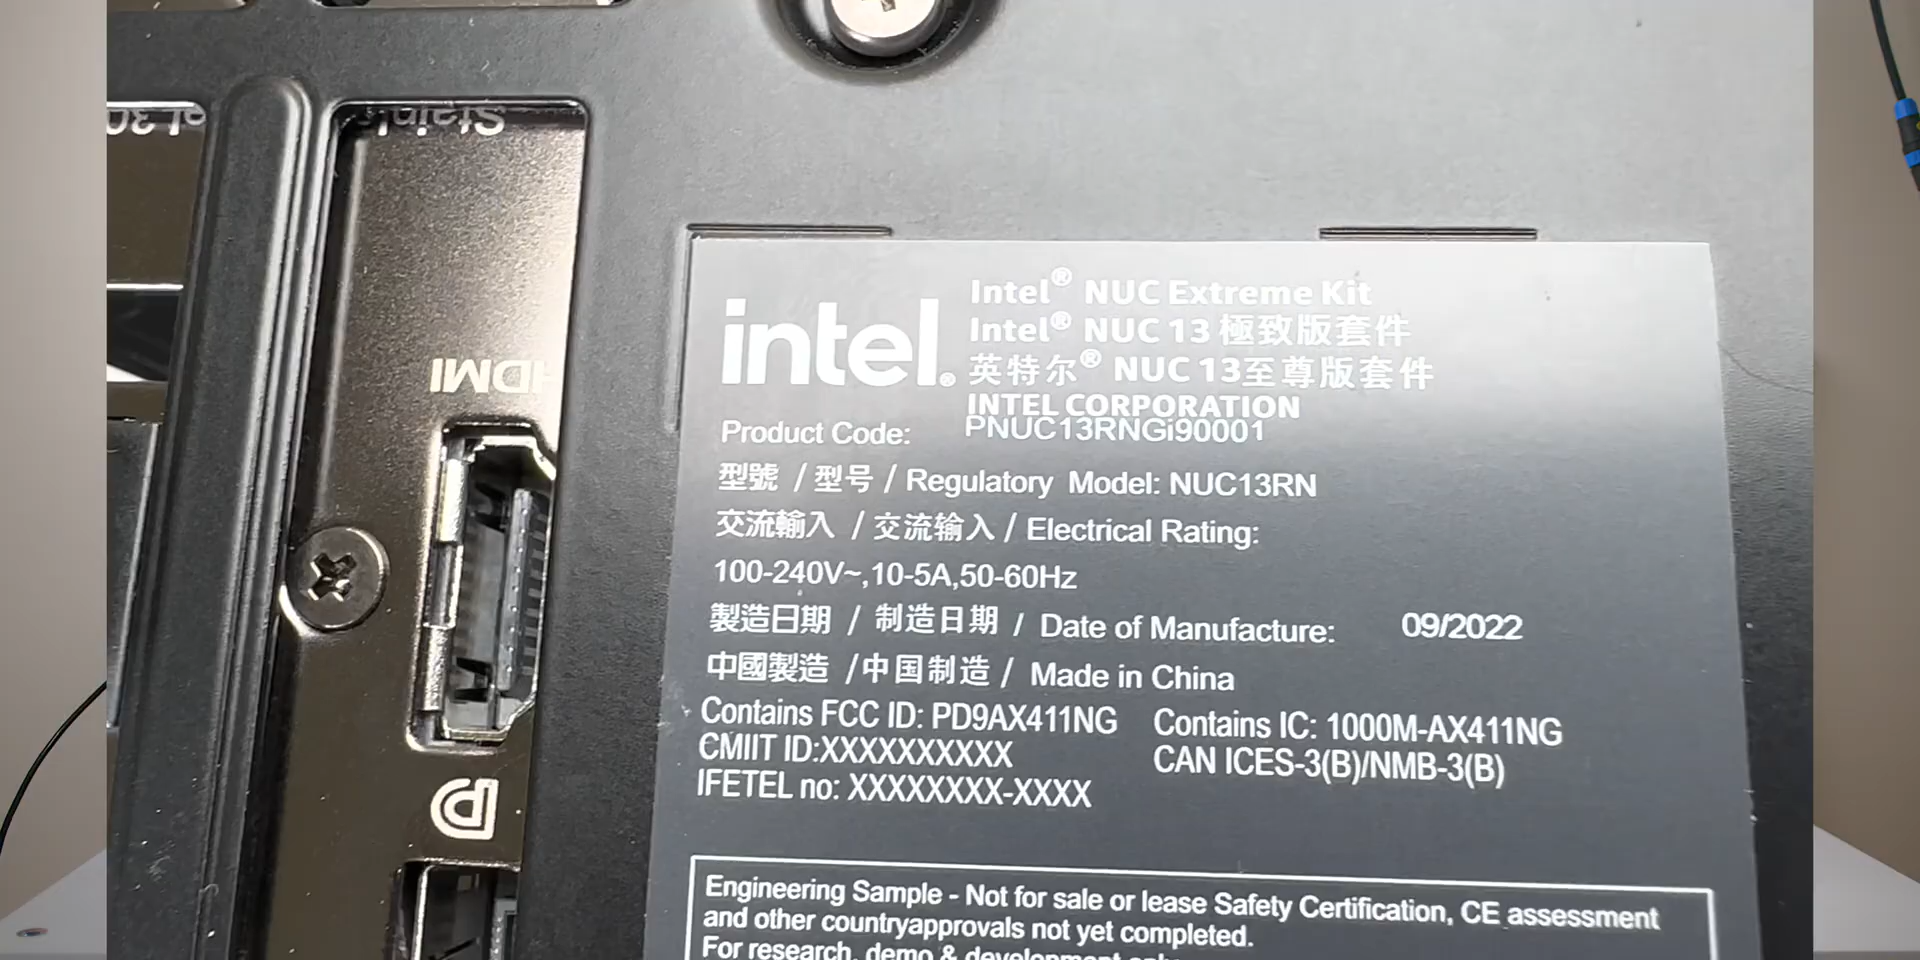 HDMI
intel
Intel® NUC Extreme Kit
Intel® NUC 13 極致版套件
英特尔® NUC 13至尊版套件
INTEL CORPORATION
Product Code: PNUC13RNGi90001
型號 / 型号 / Regulatory Model: NUC13RN
交流輸入 / 交流输入 / Electrical Rating:
100-240V~,10-5A,50-60Hz
製造日期 / 制造日期 / Date of Manufacture: 09/2022
中國製造 /中国制造 / Made in China
Contains FCC ID: PD9AX411NG Contains IC: 1000M-AX411NG
CMIIT ID:XXXXXXXXXX CAN ICES-3(B)/NMB-3(B)
IFETEL no: XXXXXXXX-XXXX
Engineering Sample - Not for sale or lease Safety Certification, CE assessment
and other countryapprovals not yet completed.
For research, demo & development only